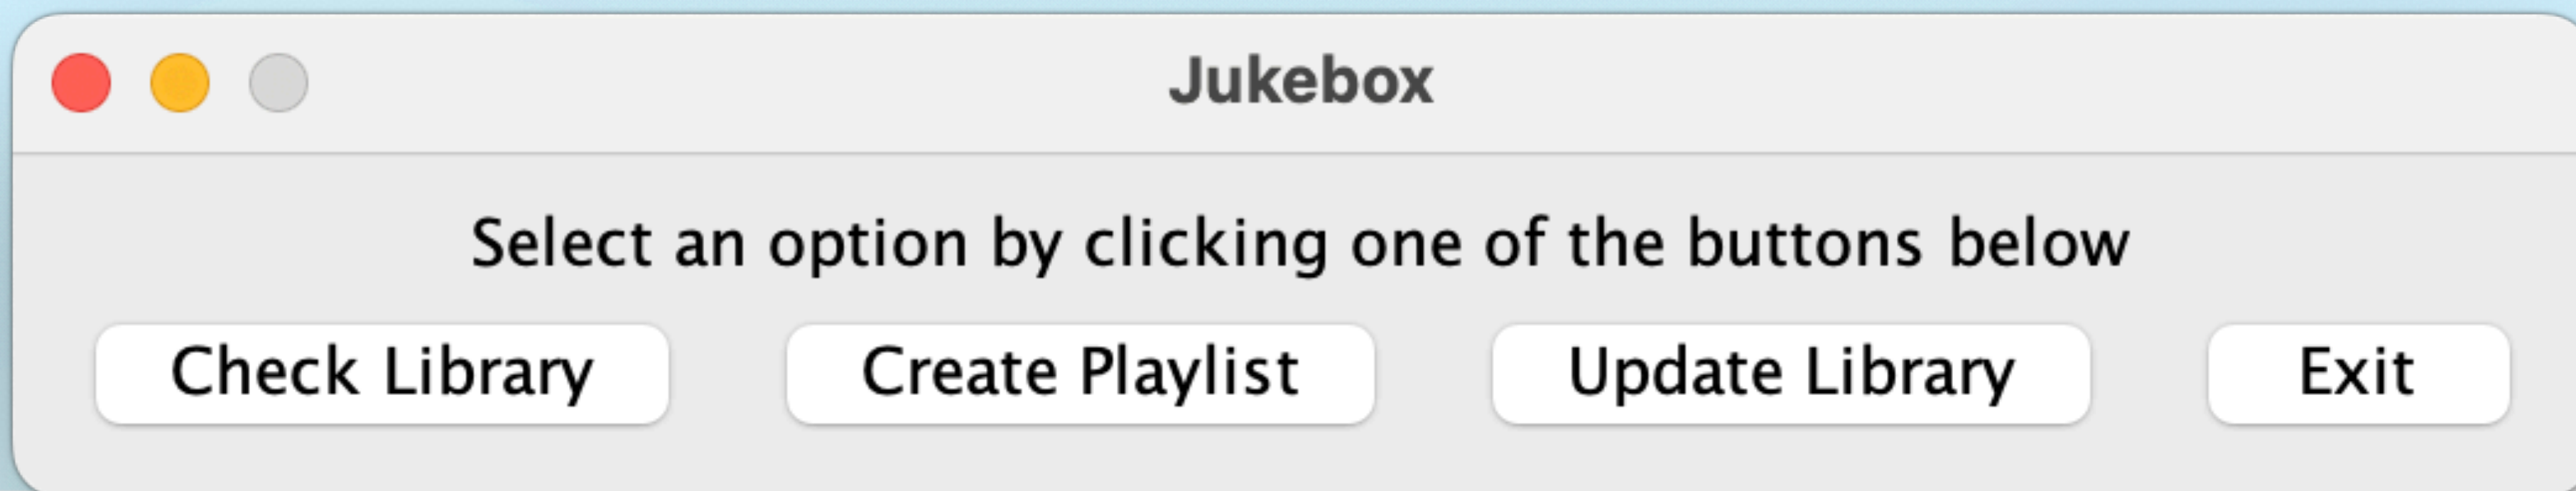 Jukebox
Select an option by clicking one of the buttons below
Check Library Create Playlist Update Library Exit